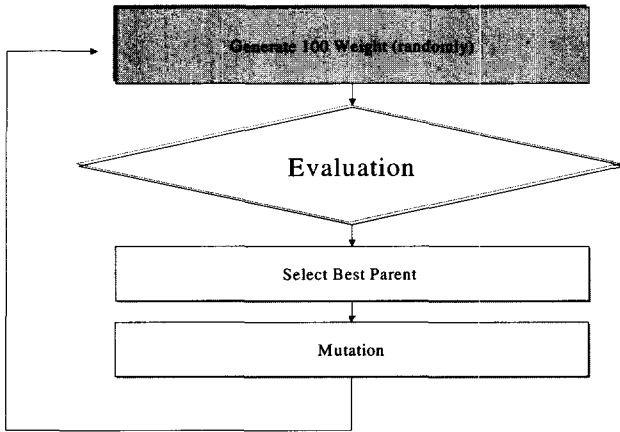 Generate 100 Weight (randomly)
Evaluation
Select Best Parent
Mutation